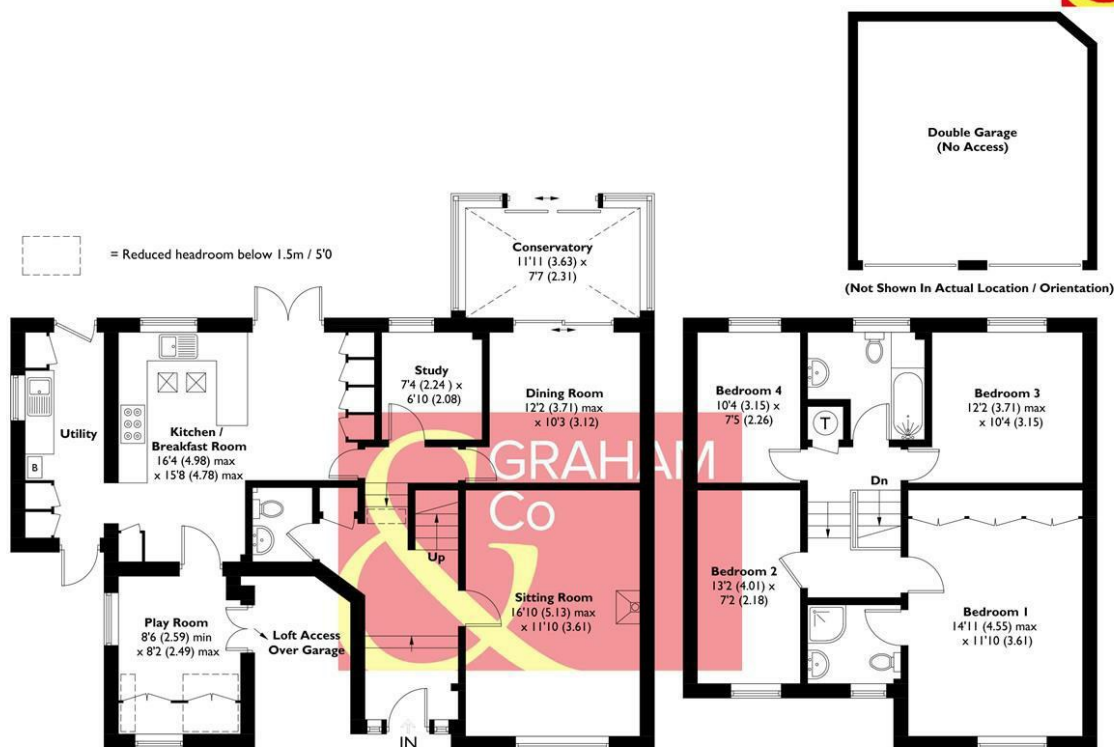 Double Garage
(No Access)
(Not Shown In Actual Location / Orientation)
= Reduced headroom below 1.5m / 5'0
Conservatory
11'11 (3.63) x
7'7 (2.31)
Utility
B
Kitchen /
Breakfast Room
16'4 (4.98) max
x 15'8 (4.78) max
Study
7'4 (2.24 ) x
6'10 (2.08)
Dining Room
12'2 (3.71) max
x 10'3 (3.12)
Bedroom 4
10'4 (3.15) x
7'5 (2.26)
T
Bedroom 3
12'2 (3.71) max
x 10'4 (3.15)
Dn
&
GRAHAM
Co
Up
Sitting Room
16'10 (5.13) max
x 11'10 (3.61)
Bedroom 2
13'2 (4.01) x
7'2 (2.18)
Bedroom 1
14'11 (4.55) max
x 11'10 (3.61)
Play Room
8'6 (2.59) min
x 8'2 (2.49) max
Loft Access
Over Garage
IN